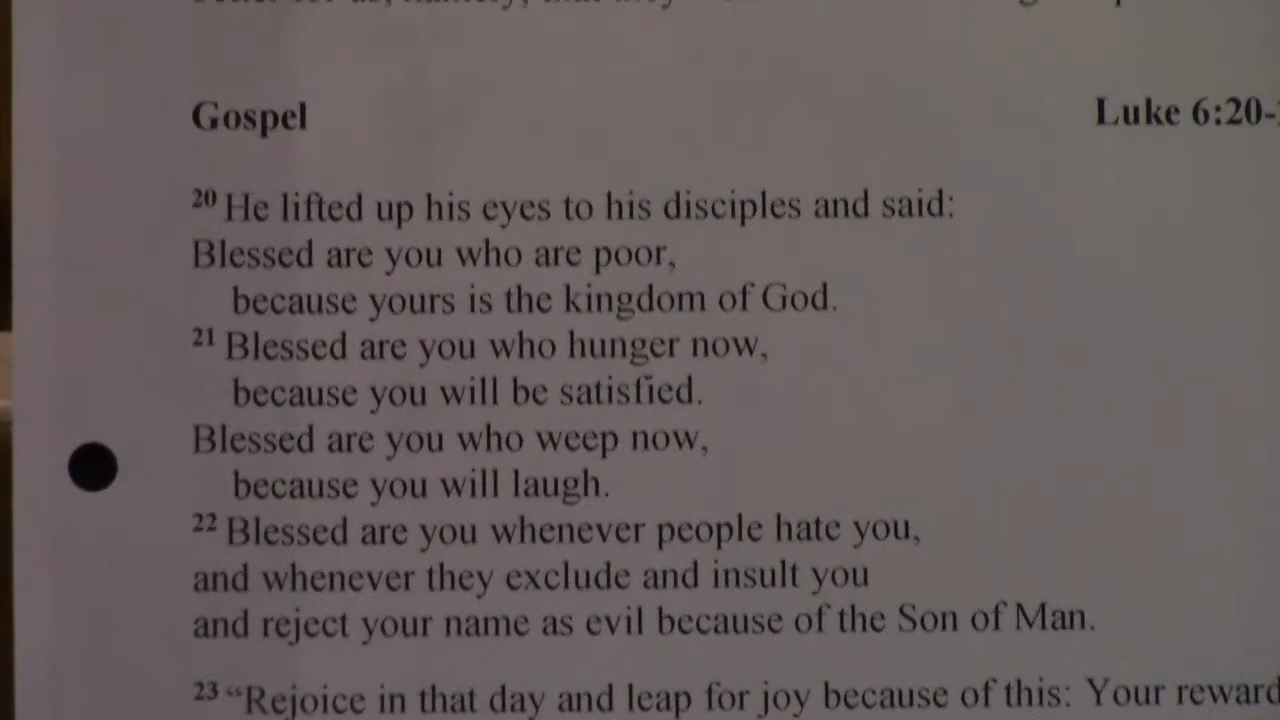 Gospel Luke 6:20-
20 He lifted up his eyes to his disciples and said:
Blessed are you who are poor,
because yours is the kingdom of God.
21 Blessed are you who hunger now,
because you will be satisfied.
Blessed are you who weep now,
because you will laugh.
22 Blessed are you whenever people hate you,
and whenever they exclude and insult you
and reject your name as evil because of the Son of Man.
23 “Rejoice in that day and leap for joy because of this: Your reward